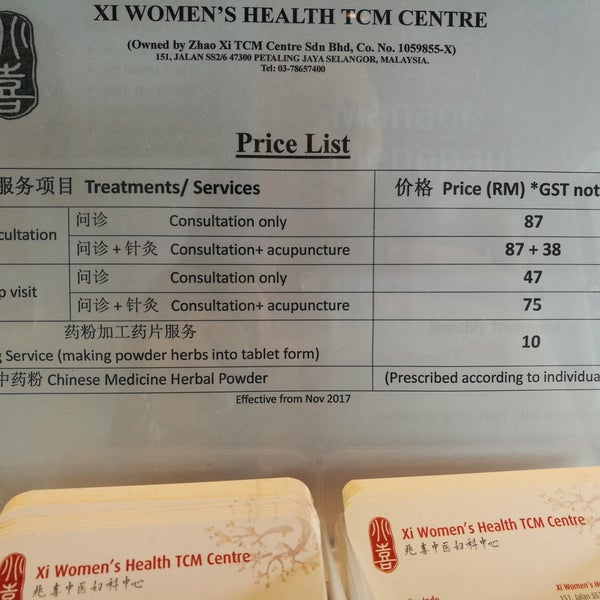 XI WOMEN'S HEALTH TCM CENTRE
(Owned by Zhao Xi TCM Centre Sdn Bhd, Co. No. 1059855-X)
151, JALAN SS2/6 47300 PETALING JAYA SELANGOR, MALAYSIA.
Tel: 03-78657400
Price List
服务项目 Treatments/ Services 价格 Price (RM) *GST not
问诊 Consultation only 87
问诊 + 针灸 Consultation+ acupuncture 87 + 38
visit 问诊 Consultation only 47
问诊 + 针灸 Consultation+ acupuncture 75
药粉加工药片服务
Service (making powder herbs into tablet form) 10
中药粉 Chinese Medicine Herbal Powder (Prescribed according to
Effective from Nov 2017
Xi Women's Health TCM Centre
兆喜中医妇科中心
Xi Women's Health TCM Centre
兆喜中医妇科中心
Xi Women's
151, Jalan